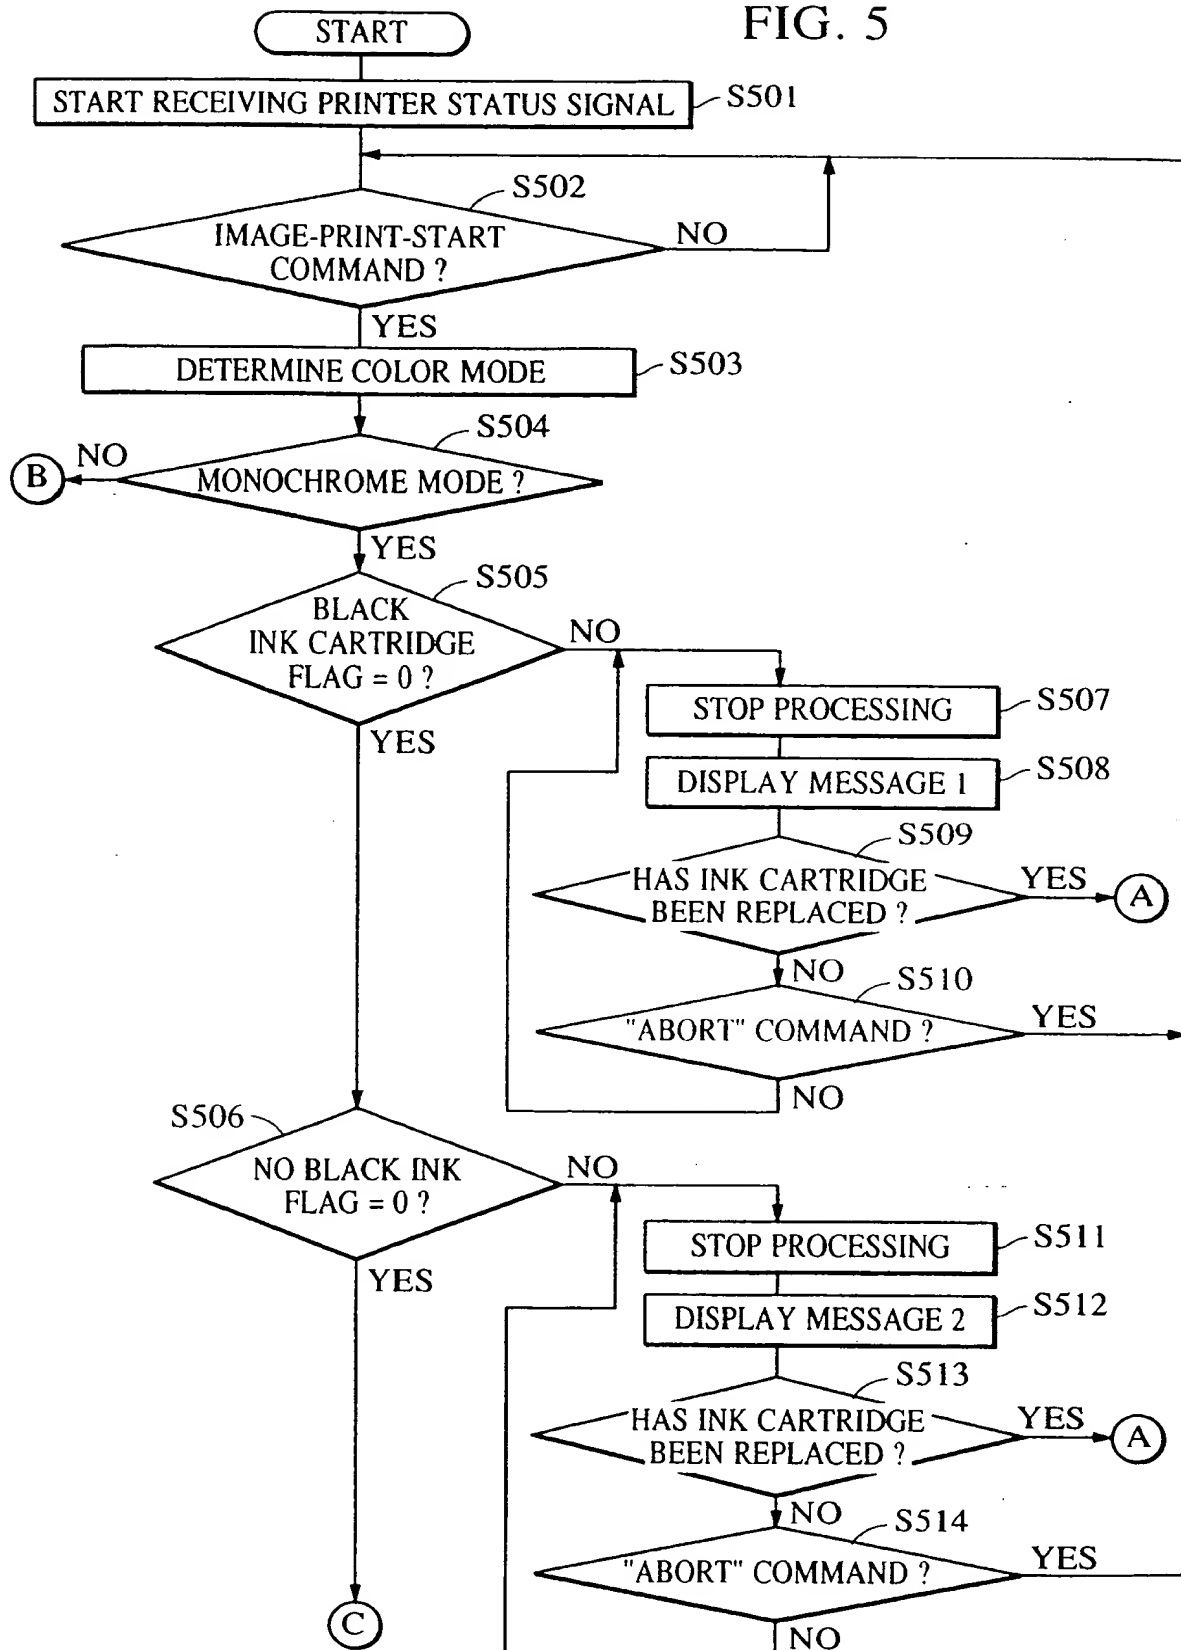 FIG. 5
START
START RECEIVING PRINTER STATUS SIGNAL
S501
S502
IMAGE-PRINT-START
COMMAND ?
NO
YES
DETERMINE COLOR MODE
S503
S504
MONOCHROME MODE ?
NO
B
YES
S505
BLACK
INK CARTRIDGE
FLAG = 0 ?
NO
YES
STOP PROCESSING
S507
DISPLAY MESSAGE 1
S508
S509
HAS INK CARTRIDGE
BEEN REPLACED ?
YES
A
NO
S510
"ABORT" COMMAND ?
YES
NO
S506
NO BLACK INK
FLAG = 0 ?
NO
YES
STOP PROCESSING
S511
DISPLAY MESSAGE 2
S512
S513
HAS INK CARTRIDGE
BEEN REPLACED ?
YES
A
NO
S514
"ABORT" COMMAND ?
YES
NO
C